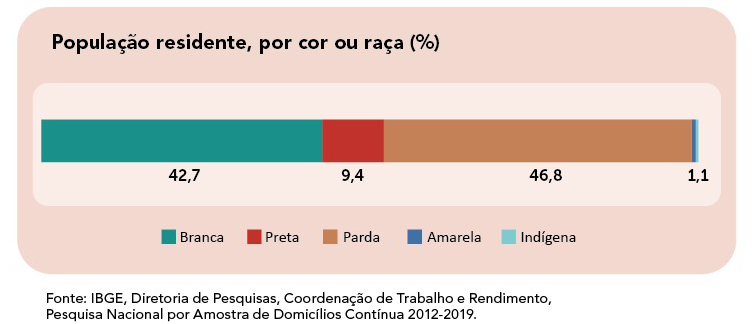 População residente, por cor ou raça (%)
42,7 9,4 46,8 1,1
Branca Preta Parda Amarela Indígena
Fonte: IBGE, Diretoria de Pesquisas, Coordenação de Trabalho e Rendimento,
Pesquisa Nacional por Amostra de Domicílios Contínua 2012-2019.